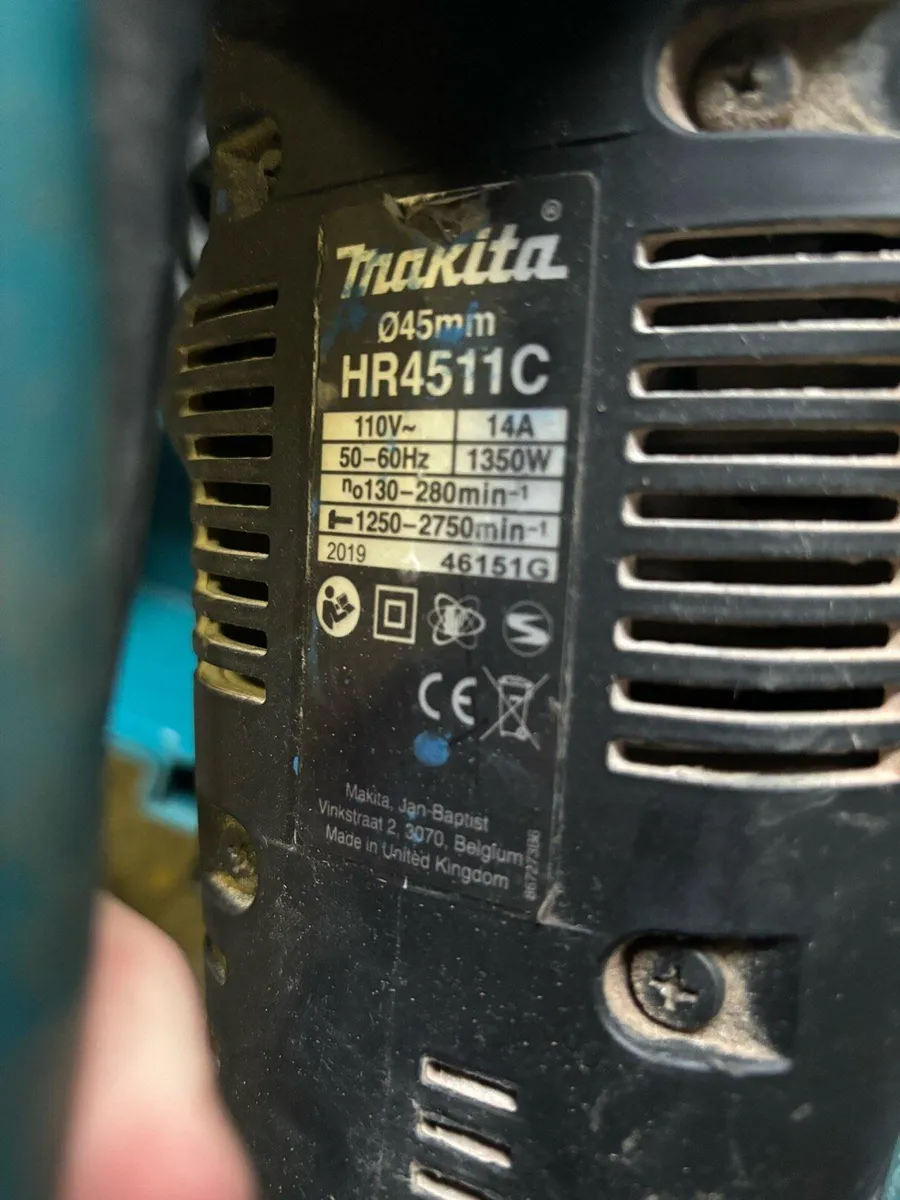 makita®
Ø45mm
HR4511C
110V~ 14A
50-60Hz 1350W
no130-280min-1
1250-2750min-1
2019 46151G
CE
Makita, Jan-Baptist
Vinkstraat 2, 3070, Belgium
Made in United Kingdom